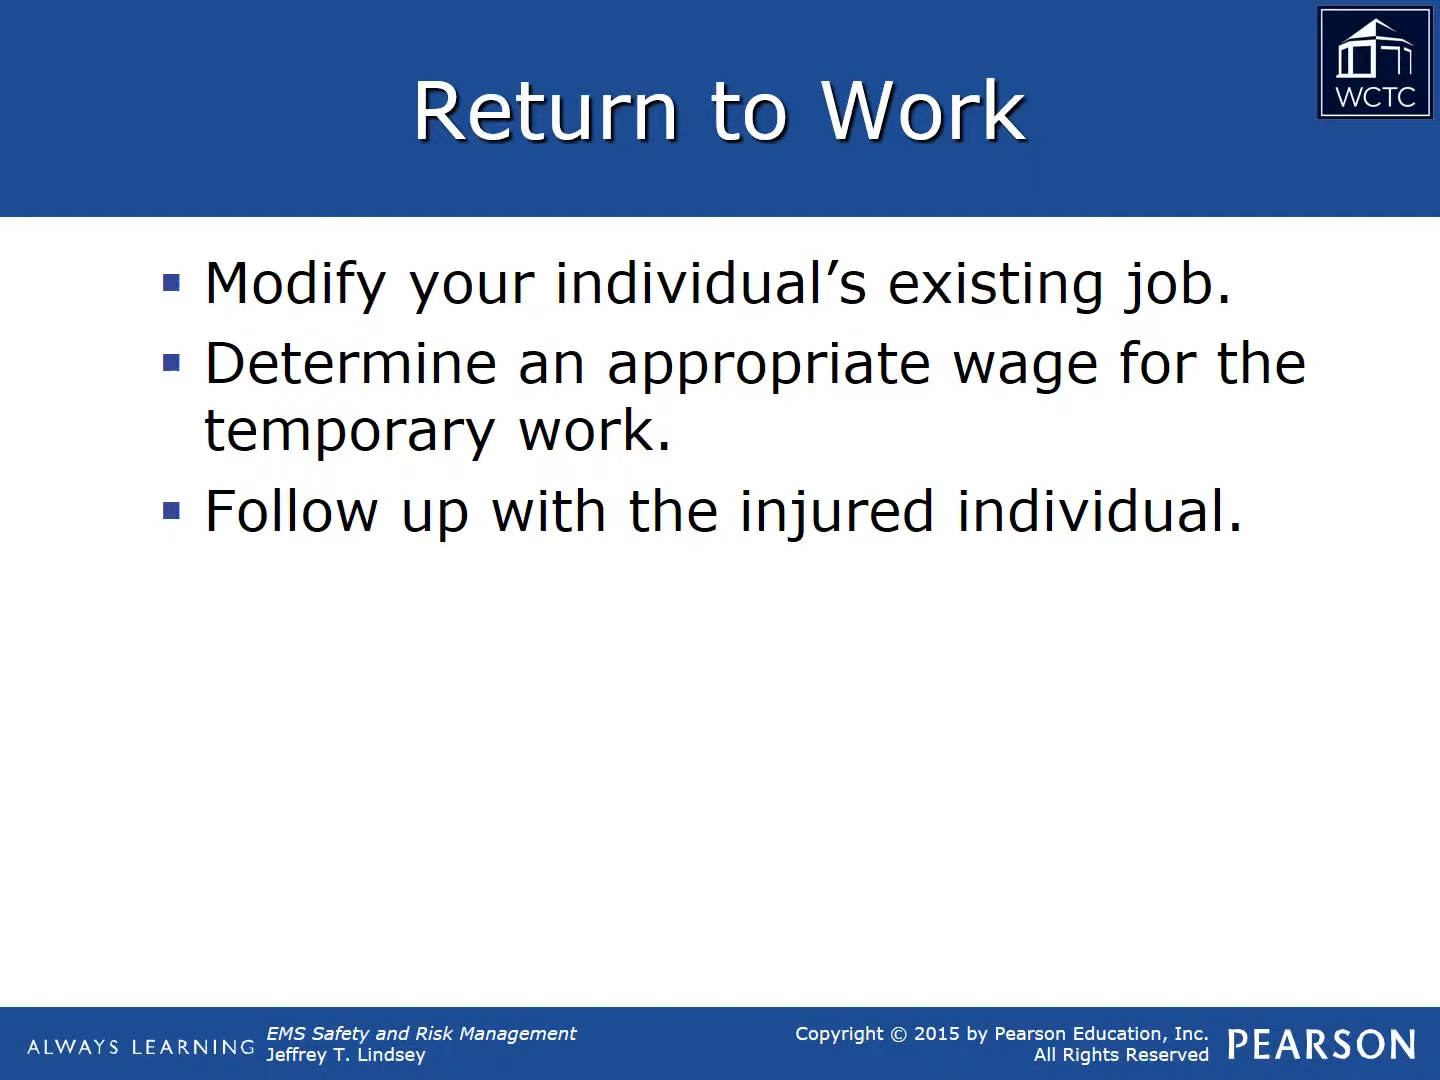 WCTC
Return to Work
▪ Modify your individual’s existing job.
▪ Determine an appropriate wage for the
temporary work.
▪ Follow up with the injured individual.
ALWAYS LEARNING
EMS Safety and Risk Management
Jeffrey T. Lindsey
Copyright © 2015 by Pearson Education, Inc.
All Rights Reserved
PEARSON